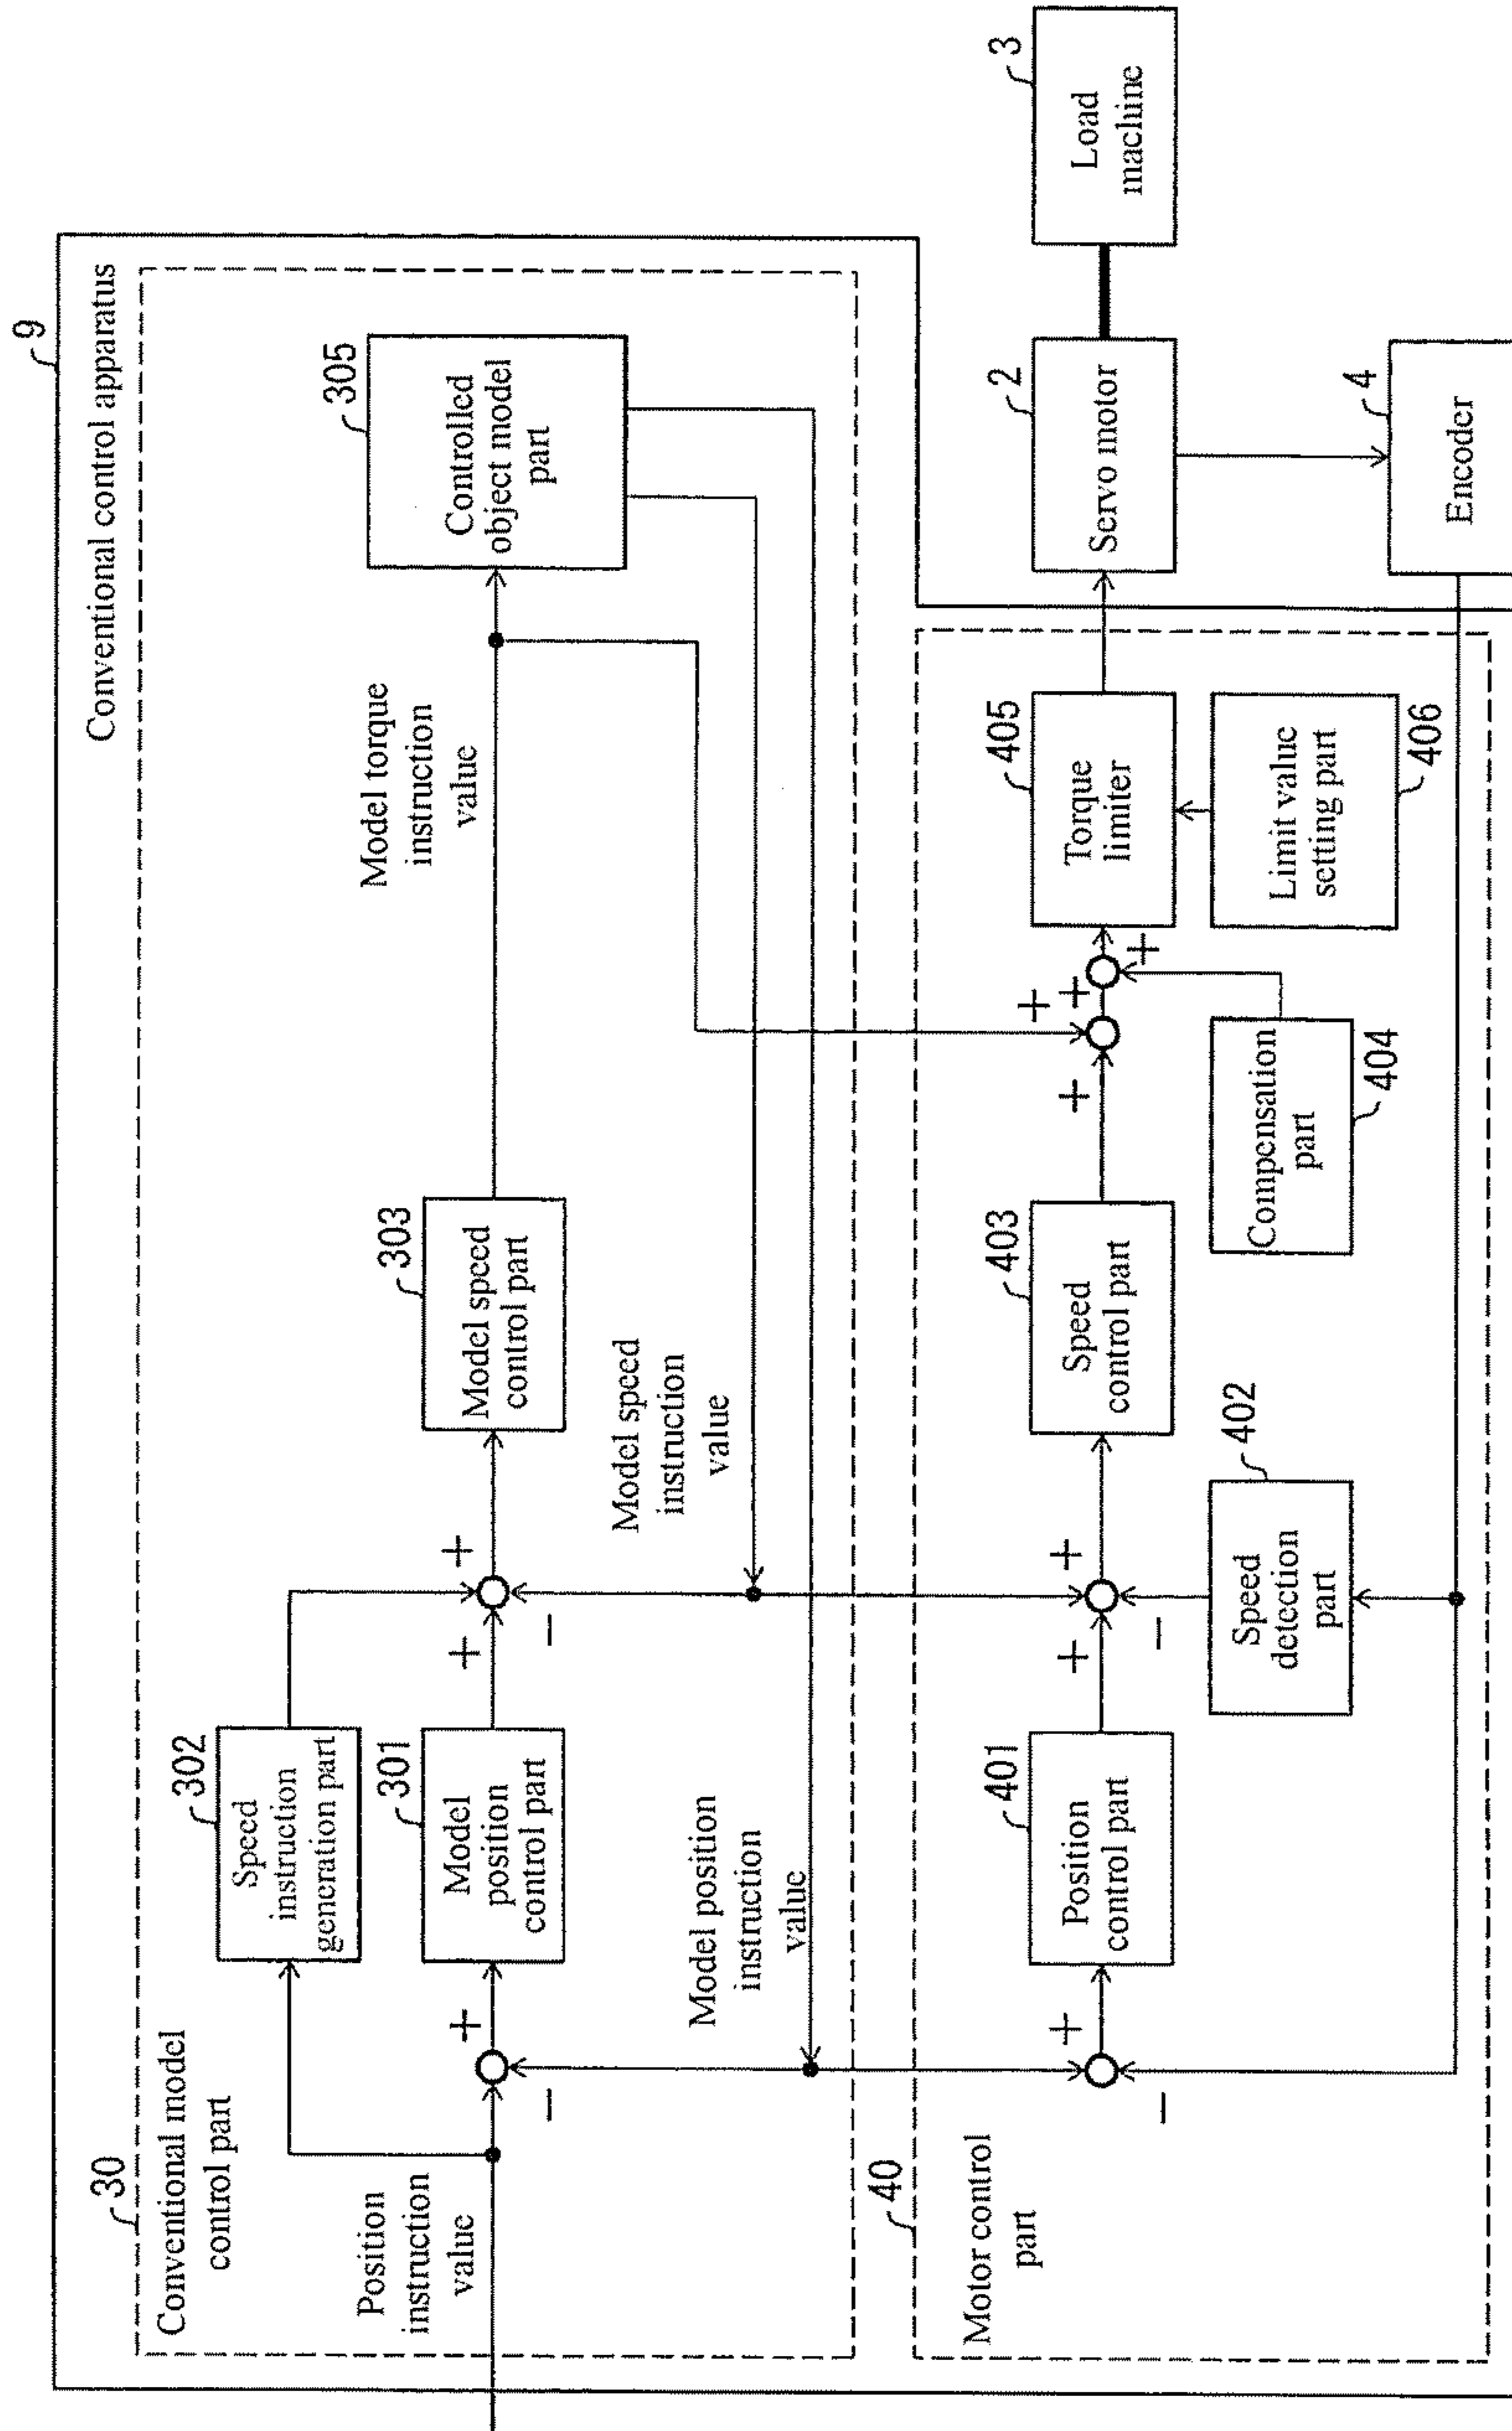 9
Conventional control apparatus
30
Conventional model
control part
Position
instruction
value
302
Speed
instruction
generation part
301
Model
position
control part
303
Model speed
control part
Model torque
instruction
value
305
Controlled
object model
part
Model speed
instruction
value
Model position
instruction
value
+
−
+
+
−
40
Motor control
part
401
Position
control part
402
Speed
detection
part
403
Speed
control part
404
Compensation
part
405
Torque
limiter
406
Limit value
setting part
+
−
+
+
−
+
+
+
+
2
Servo motor
3
Load
machine
4
Encoder